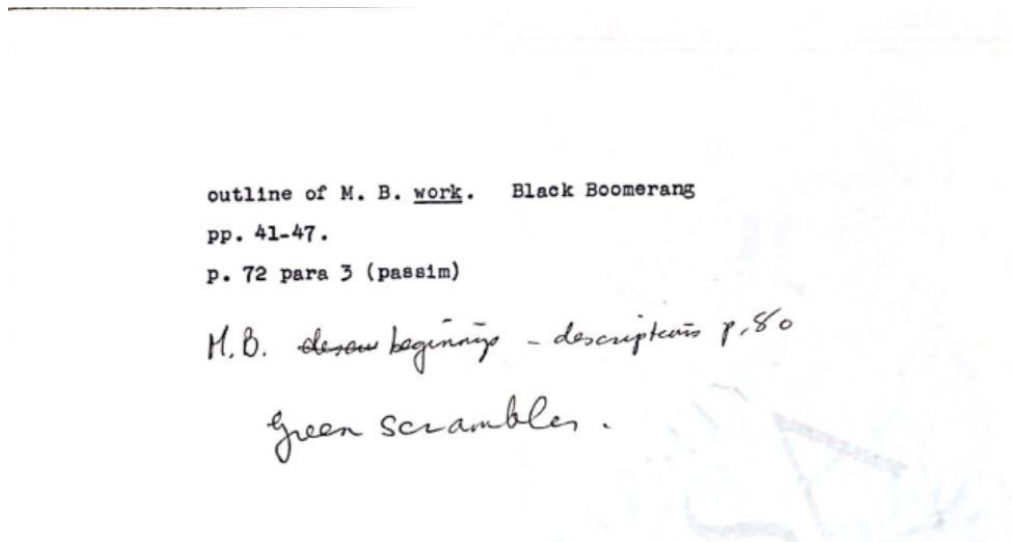 outline of M. B. work. Black Boomerang
pp. 41-47.
p. 72 para 3 (passim)
M.B. beginnings - descriptions p. 80
Green scrambler.